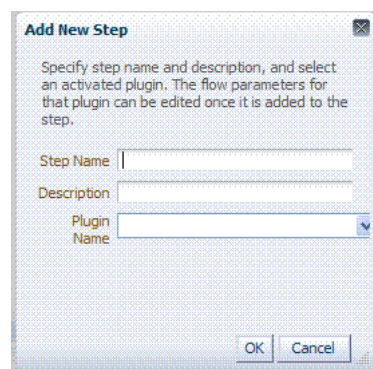 Add New Step
Specify step name and description, and select
an activated plugin. The flow parameters for
that plugin can be edited once it is added to the
step.
Step Name
Description
Plugin
Name
OK Cancel